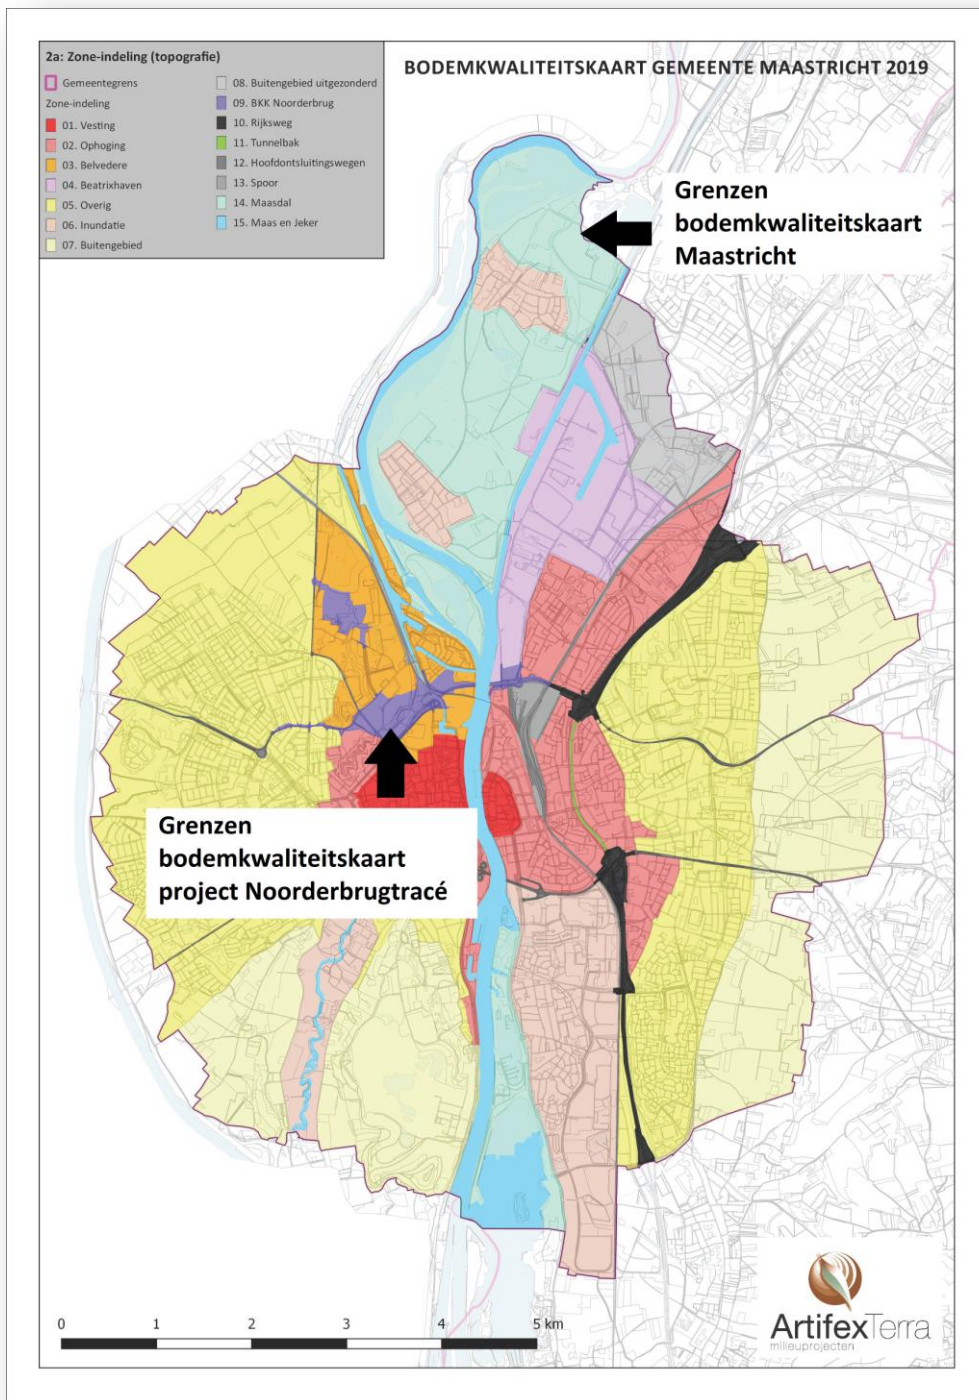 2a: Zone-indeling (topografie)
Gemeentegrens
Zone-indeling
01. Vesting
02. Ophoging
03. Belvedere
04. Beatrixhaven
05. Overig
06. Inundatie
07. Buitengebied
08. Buitengebied uitgezonderd
09. BKK Noorderbrug
10. Rijksweg
11. Tunnelbak
12. Hoofdontsluitingswegen
13. Spoor
14. Maasdal
15. Maas en Jeker
BODEMKWALITEITSKAART GEMEENTE MAASTRICHT 2019
Grenzen
bodemkwaliteitskaart
Maastricht
Grenzen
bodemkwaliteitskaart
project Noorderbrugtracé
0 1 2 3 4 5 km
ArtifexTerra
milieuprojecten